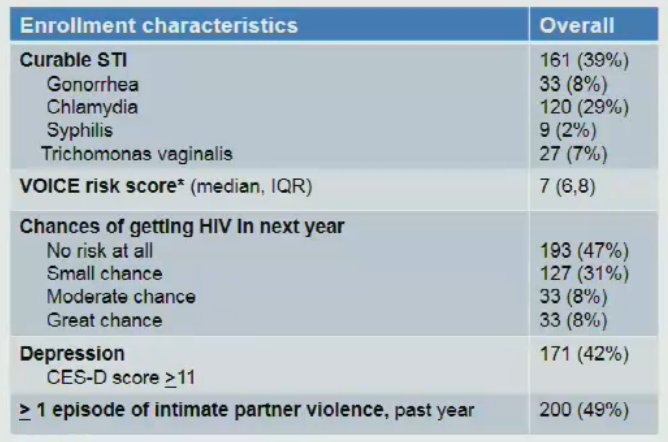 Enrollment characteristics Overall
Curable STI 161 (39%)
Gonorrhea 33 (8%)
Chlamydia 120 (29%)
Syphilis 9 (2%)
Trichomonas vaginalis 27 (7%)
VOICE risk score* (median, IQR) 7 (6,8)
Chances of getting HIV in next year
No risk at all 193 (47%)
Small chance 127 (31%)
Moderate chance 33 (8%)
Great chance 33 (8%)
Depression 171 (42%)
CES-D score ≥11
≥ 1 episode of intimate partner violence, past year 200 (49%)